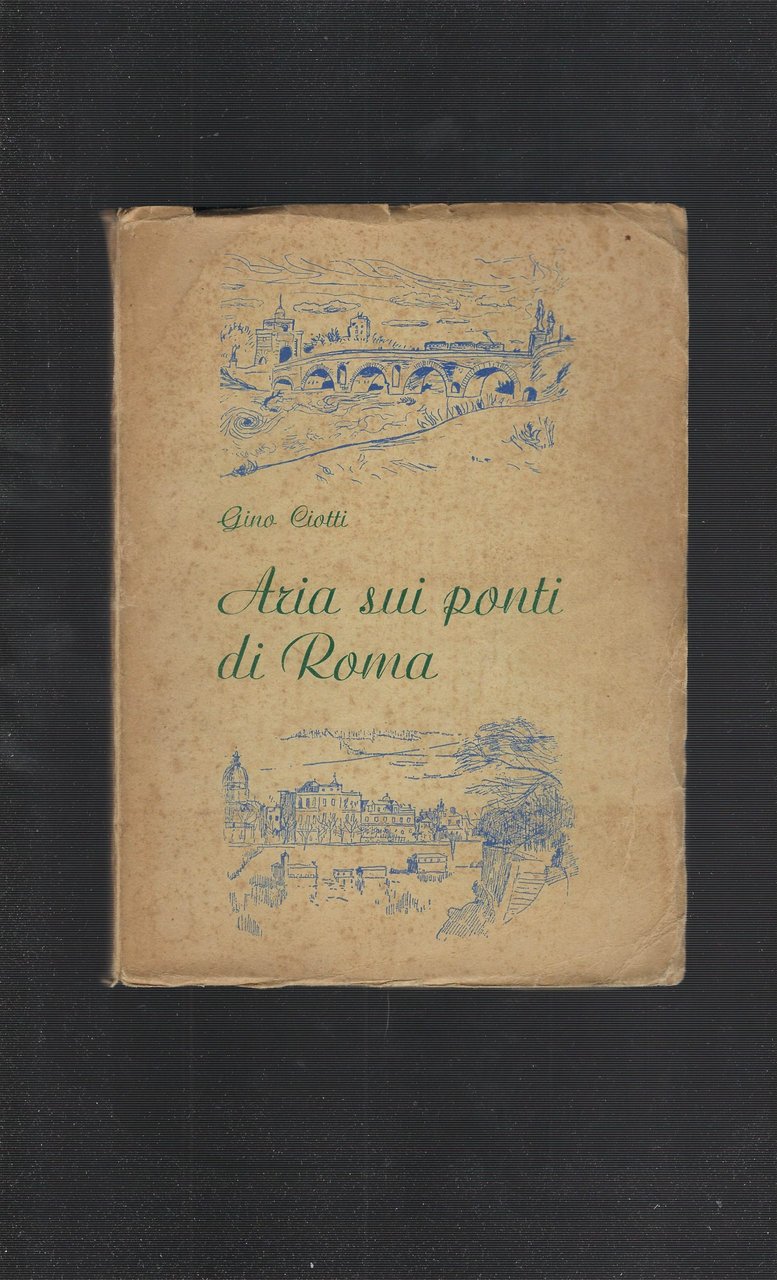 Gino Ciotti
Aria sui ponti
di Roma